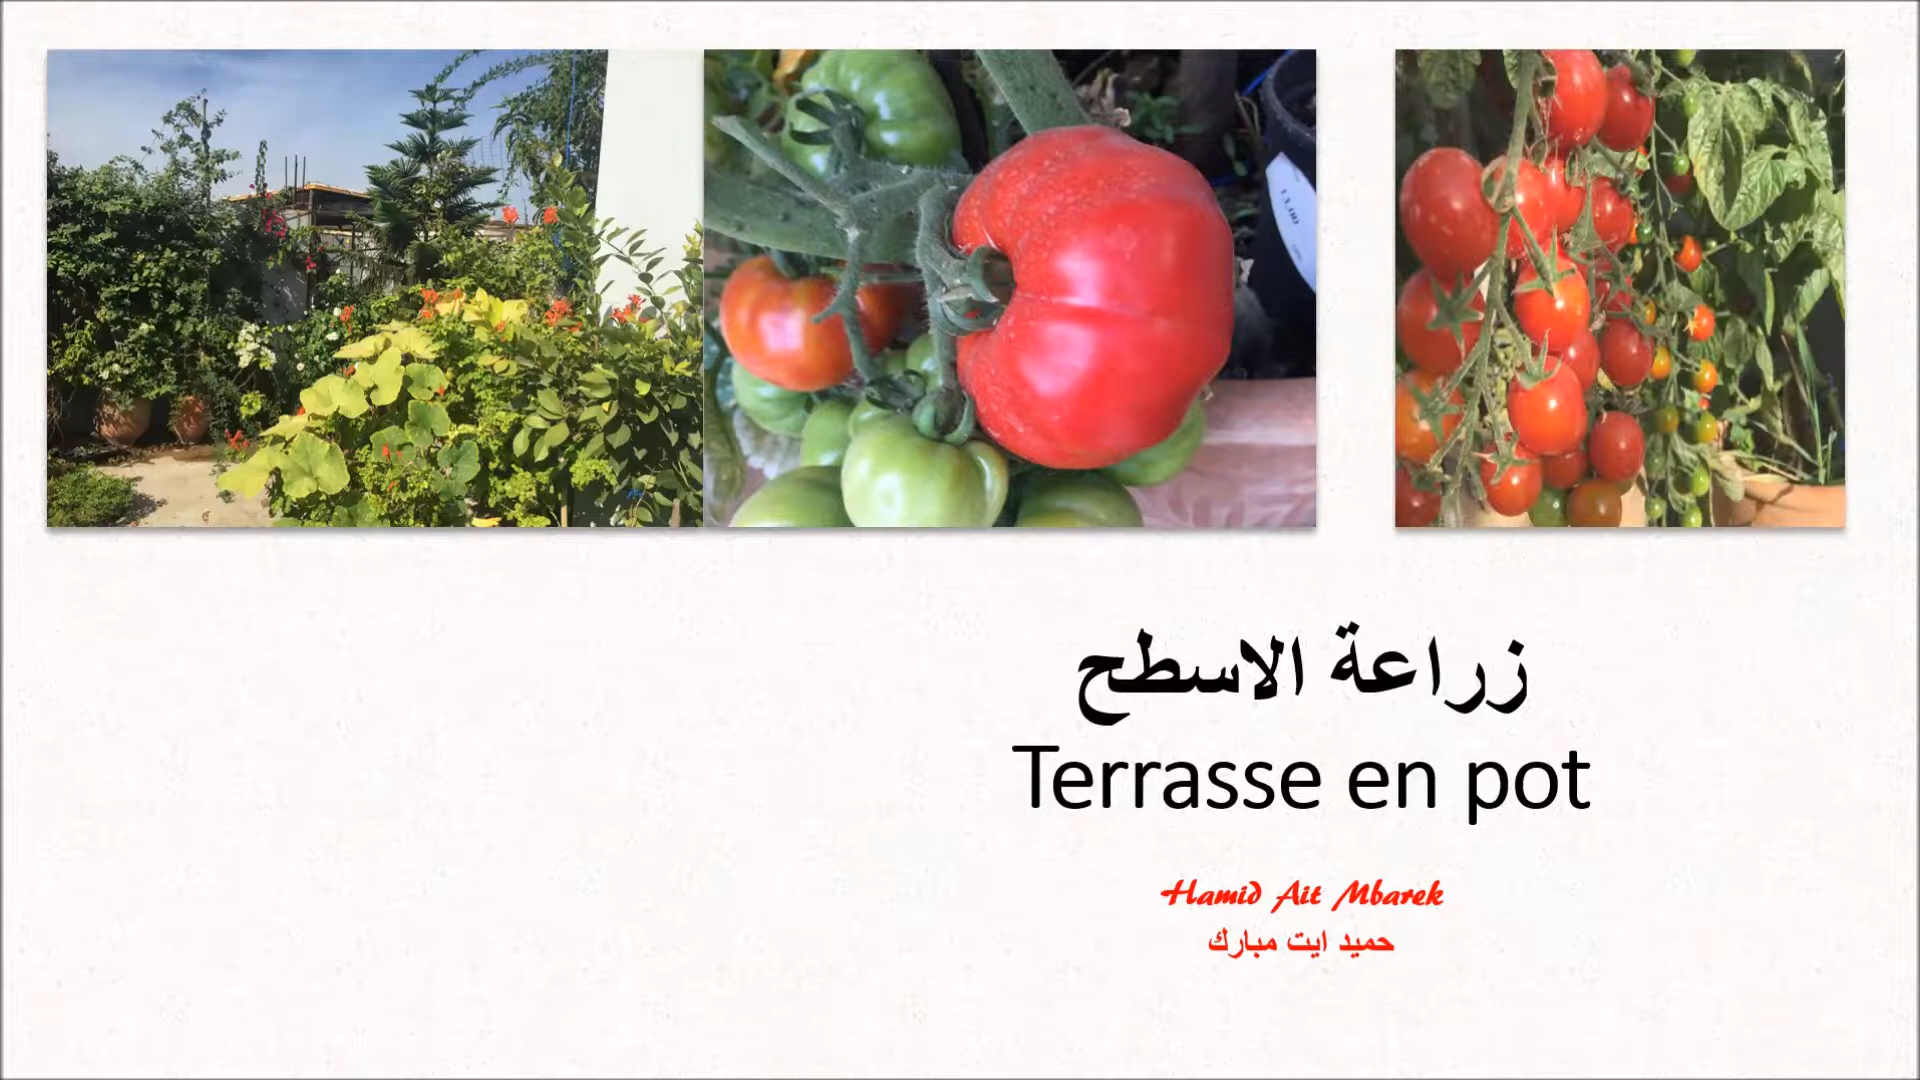 زراعة الاسطح
Terrasse en pot
Hamid Ait Mbarek
حميد ايت مبارك